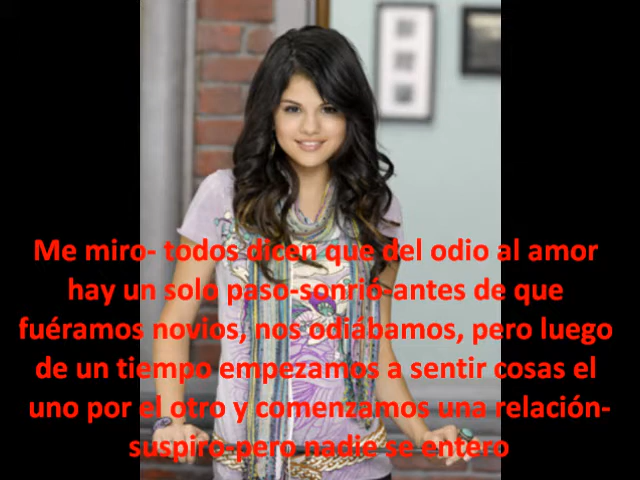 Me miro- todos dicen que del odio al amor
hay un solo paso-sonrió-antes de que
fuéramos novios, nos odiábamos, pero luego
de un tiempo empezamos a sentir cosas el
uno por el otro y comenzamos una relación-
suspiro-pero nadie se entero